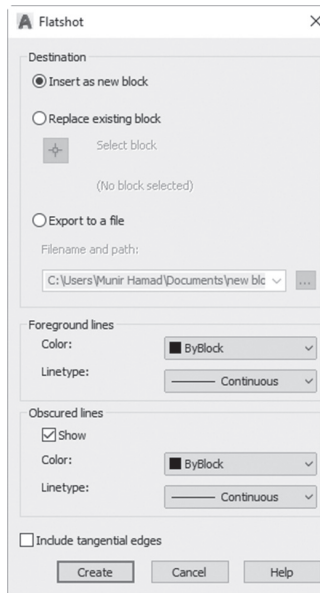 Flatshot
Destination
Insert as new block
Replace existing block
Select block
(No block selected)
Export to a file
Filename and path:
C:\Users\Munir Hamad\Documents\new blc
...
Foreground lines
Color:
ByBlock
Linetype:
Continuous
Obscured lines
Show
Color:
ByBlock
Linetype:
Continuous
Include tangential edges
Create Cancel Help